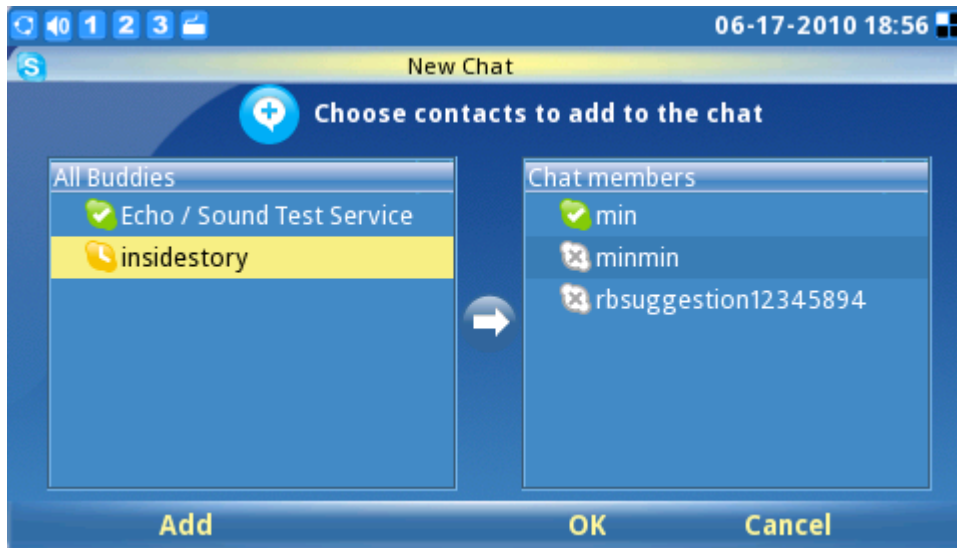 1 2 3 06-17-2010 18:56
S New Chat
Choose contacts to add to the chat
All Buddies
Echo / Sound Test Service
insidestory
Chat members
min
minmin
rbsuggestion12345894
Add OK Cancel